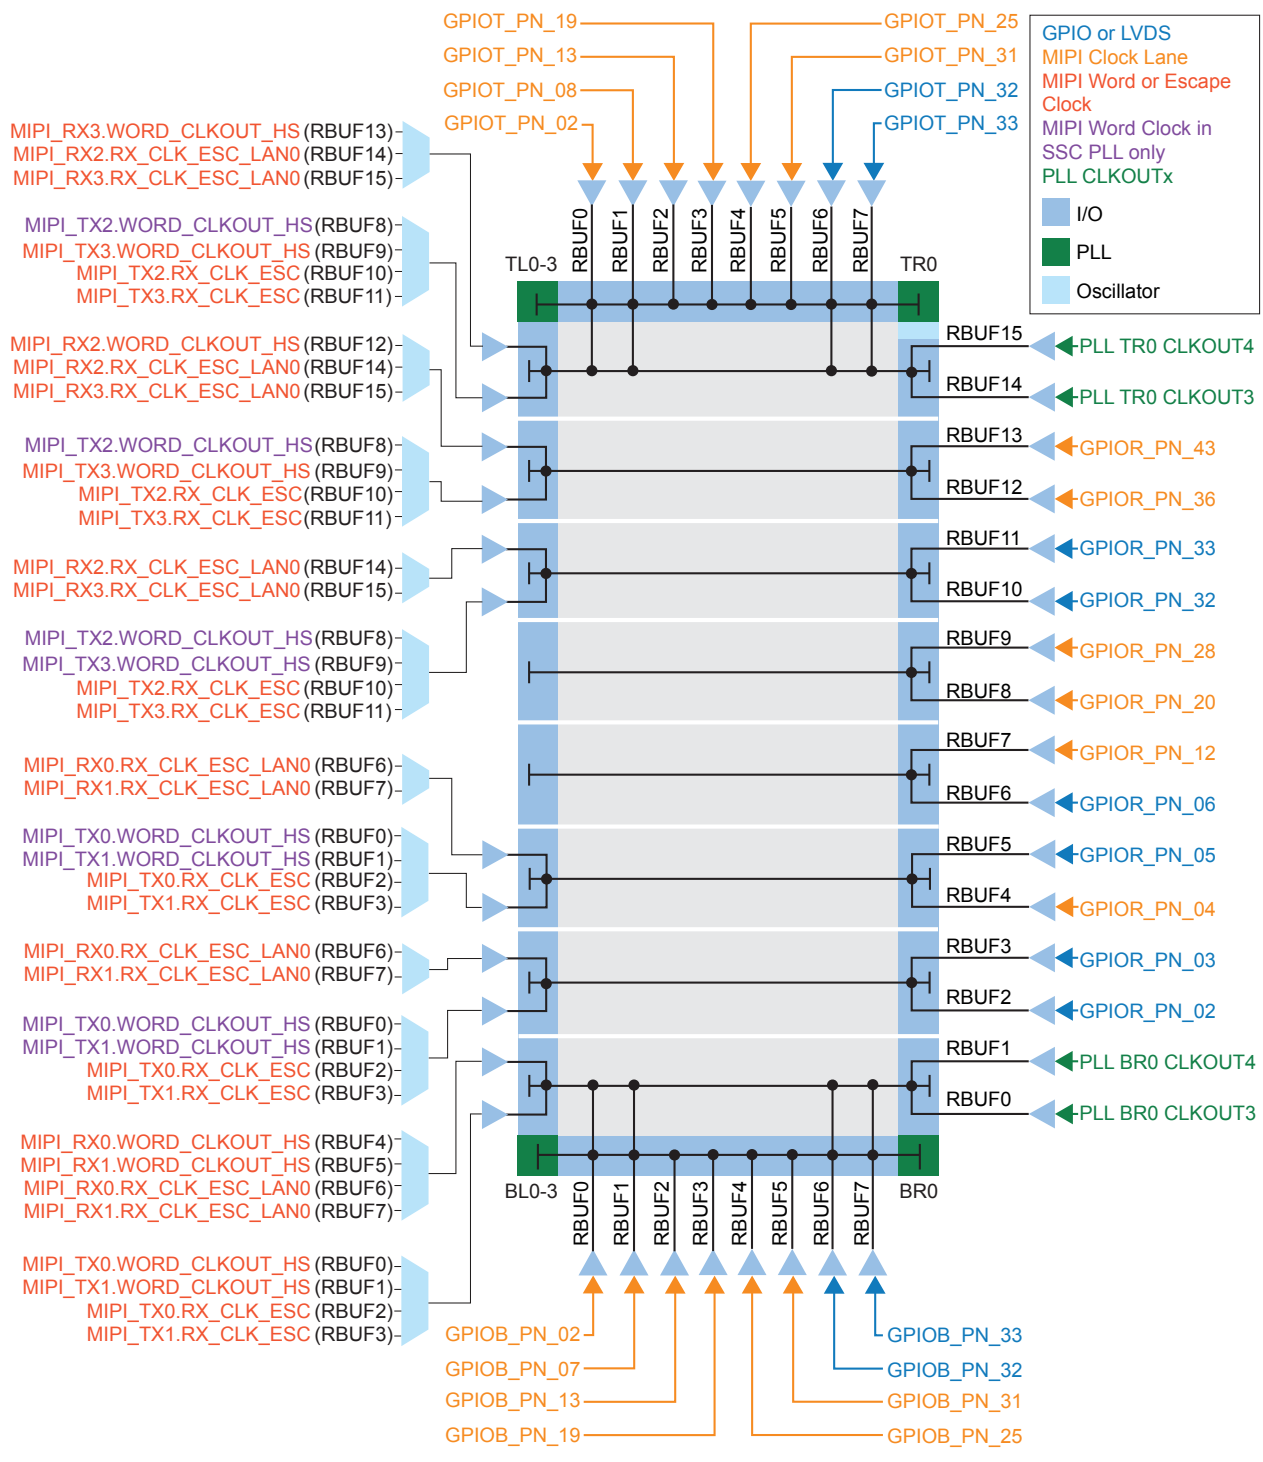 GPIOT_PN_19
GPIOT_PN_13
GPIOT_PN_08
GPIOT_PN_02
GPIOT_PN_25
GPIOT_PN_31
GPIOT_PN_32
GPIOT_PN_33
GPIO or LVDS
MIPI Clock Lane
MIPI Word or Escape
Clock
MIPI Word Clock in
SSC PLL only
PLL CLKOUTx
I/O
PLL
Oscillator
RBUF0
RBUF1
RBUF2
RBUF3
RBUF4
RBUF5
RBUF6
RBUF7
TL0-3
TR0
MIPI_RX3.WORD_CLKOUT_HS (RBUF13)
MIPI_RX2.RX_CLK_ESC_LAN0 (RBUF14)
MIPI_RX3.RX_CLK_ESC_LAN0 (RBUF15)
MIPI_TX2.WORD_CLKOUT_HS (RBUF8)
MIPI_TX3.WORD_CLKOUT_HS (RBUF9)
MIPI_TX2.RX_CLK_ESC (RBUF10)
MIPI_TX3.RX_CLK_ESC (RBUF11)
MIPI_RX2.WORD_CLKOUT_HS (RBUF12)
MIPI_RX2.RX_CLK_ESC_LAN0 (RBUF14)
MIPI_RX3.RX_CLK_ESC_LAN0 (RBUF15)
MIPI_TX2.WORD_CLKOUT_HS (RBUF8)
MIPI_TX3.WORD_CLKOUT_HS (RBUF9)
MIPI_TX2.RX_CLK_ESC (RBUF10)
MIPI_TX3.RX_CLK_ESC (RBUF11)
MIPI_RX2.RX_CLK_ESC_LAN0 (RBUF14)
MIPI_RX3.RX_CLK_ESC_LAN0 (RBUF15)
MIPI_TX2.WORD_CLKOUT_HS (RBUF8)
MIPI_TX3.WORD_CLKOUT_HS (RBUF9)
MIPI_TX2.RX_CLK_ESC (RBUF10)
MIPI_TX3.RX_CLK_ESC (RBUF11)
MIPI_RX0.RX_CLK_ESC_LAN0 (RBUF6)
MIPI_RX1.RX_CLK_ESC_LAN0 (RBUF7)
MIPI_TX0.WORD_CLKOUT_HS (RBUF0)
MIPI_TX1.WORD_CLKOUT_HS (RBUF1)
MIPI_TX0.RX_CLK_ESC (RBUF2)
MIPI_TX1.RX_CLK_ESC (RBUF3)
MIPI_RX0.RX_CLK_ESC_LAN0 (RBUF6)
MIPI_RX1.RX_CLK_ESC_LAN0 (RBUF7)
MIPI_TX0.WORD_CLKOUT_HS (RBUF0)
MIPI_TX1.WORD_CLKOUT_HS (RBUF1)
MIPI_TX0.RX_CLK_ESC (RBUF2)
MIPI_TX1.RX_CLK_ESC (RBUF3)
MIPI_RX0.WORD_CLKOUT_HS (RBUF4)
MIPI_RX1.WORD_CLKOUT_HS (RBUF5)
MIPI_RX0.RX_CLK_ESC_LAN0 (RBUF6)
MIPI_RX1.RX_CLK_ESC_LAN0 (RBUF7)
MIPI_TX0.WORD_CLKOUT_HS (RBUF0)
MIPI_TX1.WORD_CLKOUT_HS (RBUF1)
MIPI_TX0.RX_CLK_ESC (RBUF2)
MIPI_TX1.RX_CLK_ESC (RBUF3)
RBUF15 PLL TR0 CLKOUT4
RBUF14 PLL TR0 CLKOUT3
RBUF13 GPIOR_PN_43
RBUF12 GPIOR_PN_36
RBUF11 GPIOR_PN_33
RBUF10 GPIOR_PN_32
RBUF9 GPIOR_PN_28
RBUF8 GPIOR_PN_20
RBUF7 GPIOR_PN_12
RBUF6 GPIOR_PN_06
RBUF5 GPIOR_PN_05
RBUF4 GPIOR_PN_04
RBUF3 GPIOR_PN_03
RBUF2 GPIOR_PN_02
RBUF1 PLL BR0 CLKOUT4
RBUF0 PLL BR0 CLKOUT3
BL0-3
BR0
RBUF0
RBUF1
RBUF2
RBUF3
RBUF4
RBUF5
RBUF6
RBUF7
GPIOB_PN_02
GPIOB_PN_07
GPIOB_PN_13
GPIOB_PN_19
GPIOB_PN_33
GPIOB_PN_32
GPIOB_PN_31
GPIOB_PN_25